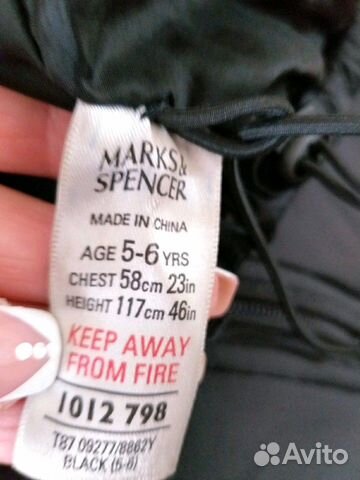 MARKS &
SPENCER
MADE IN CHINA
AGE 5-6 YRS
CHEST 58cm 23in
HEIGHT 117cm 46in
KEEP AWAY
FROM FIRE
1012 798
T87 09277/8862Y
BLACK (5-6)
Avito